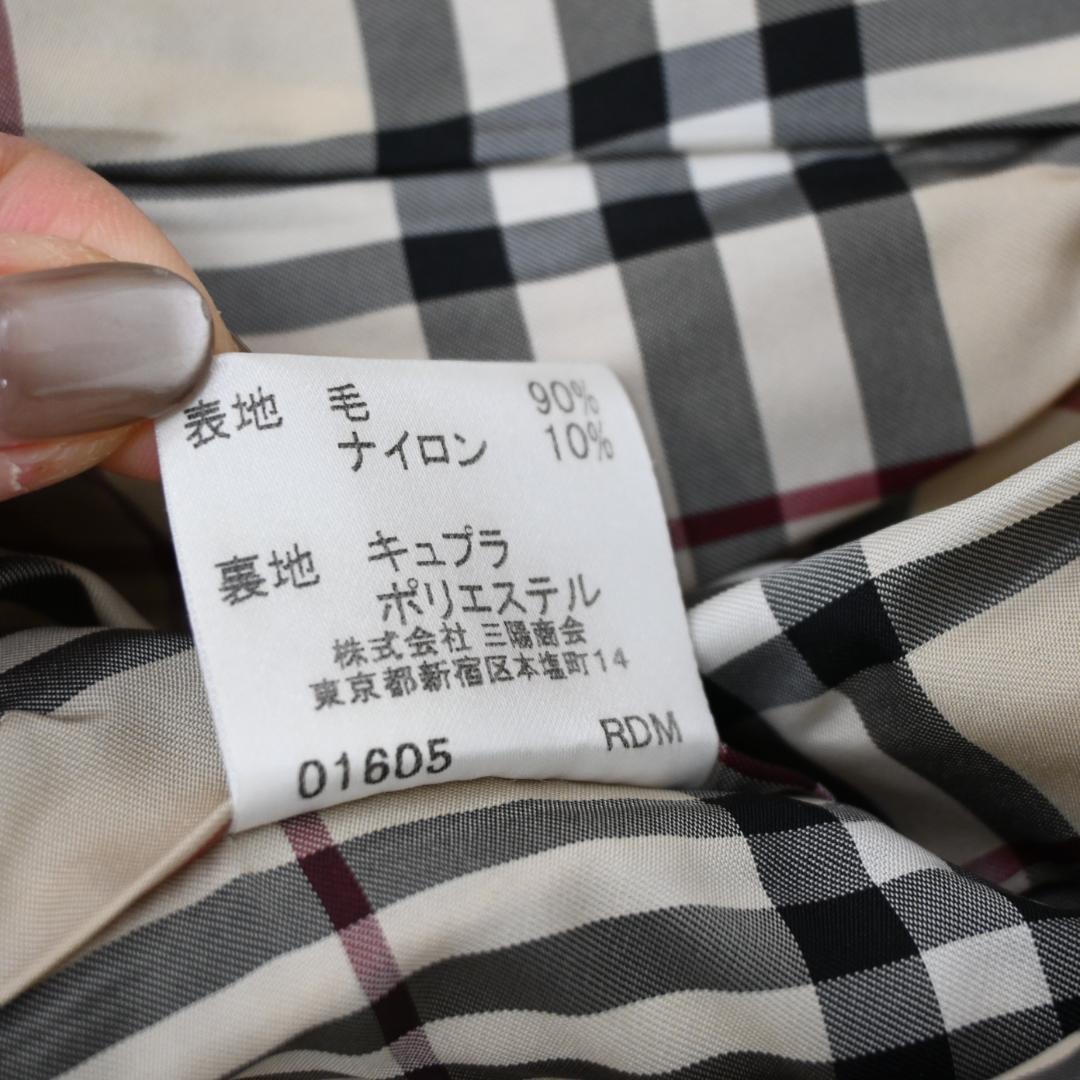 表地 毛 90%
ナイロン 10%
裏地 キュプラ
ポリエステル
株式会社 三陽商会
東京都新宿区本塩町14
01605 RDM